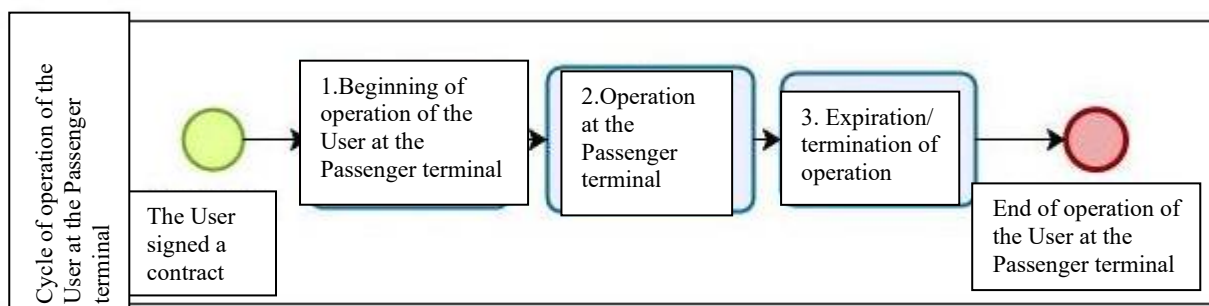 Cycle of operation of the
User at the Passenger
terminal
The User
signed a
contract
1.Beginning of
operation of the
User at the
Passenger terminal
2.Operation
at the
Passenger
terminal
3. Expiration/
termination of
operation
End of operation of
the User at the
Passenger terminal